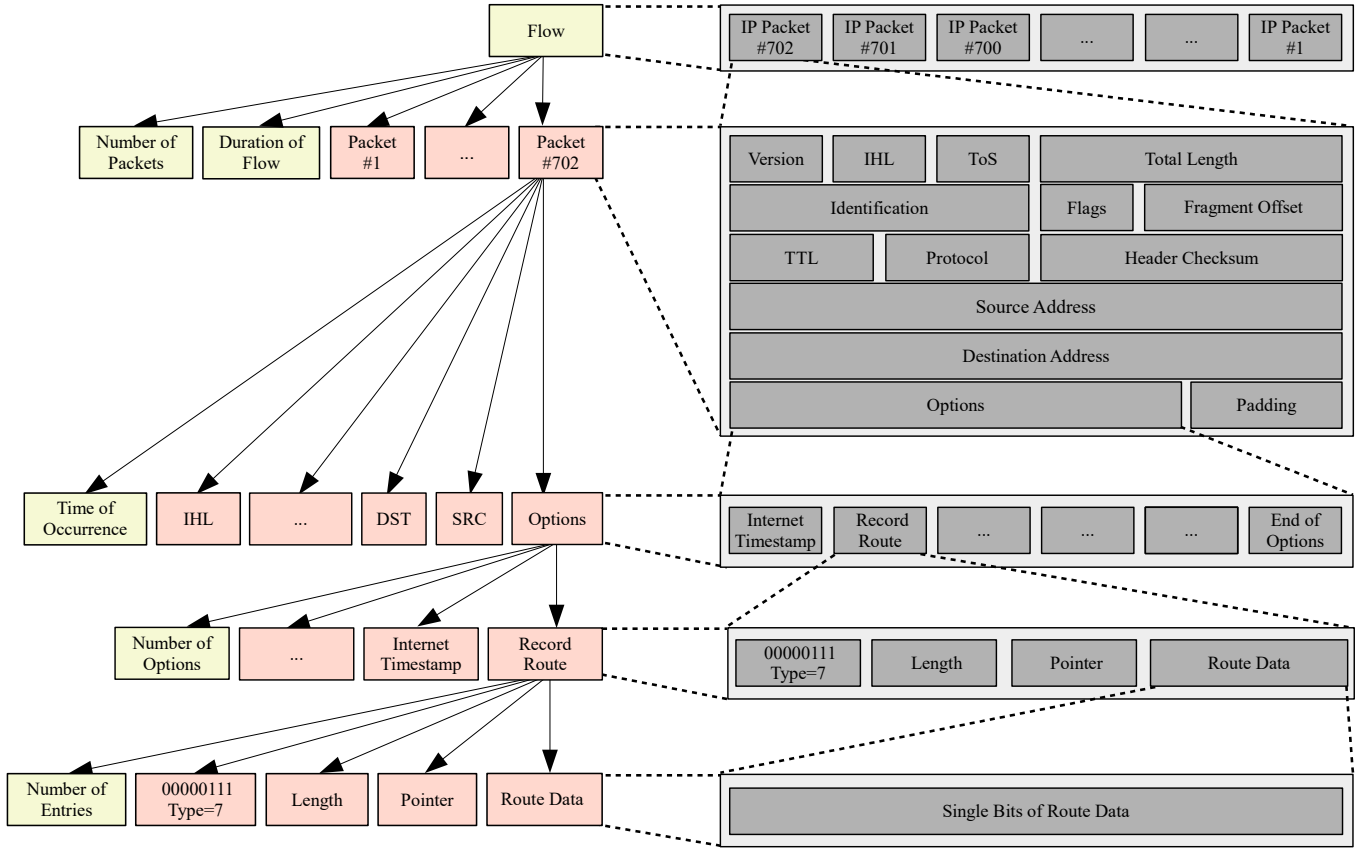 Flow
IP Packet
#702
IP Packet
#701
IP Packet
#700
...
...
IP Packet
#1
Number of
Packets
Duration of
Flow
Packet
#1
...
Packet
#702
Version
IHL
ToS
Total Length
Identification
Flags
Fragment Offset
TTL
Protocol
Header Checksum
Source Address
Destination Address
Options
Padding
Time of
Occurrence
IHL
...
DST
SRC
Options
Internet
Timestamp
Record
Route
...
...
...
End of
Options
Number of
Options
...
Internet
Timestamp
Record
Route
00000111
Type=7
Length
Pointer
Route Data
Number of
Entries
00000111
Type=7
Length
Pointer
Route Data
Single Bits of Route Data